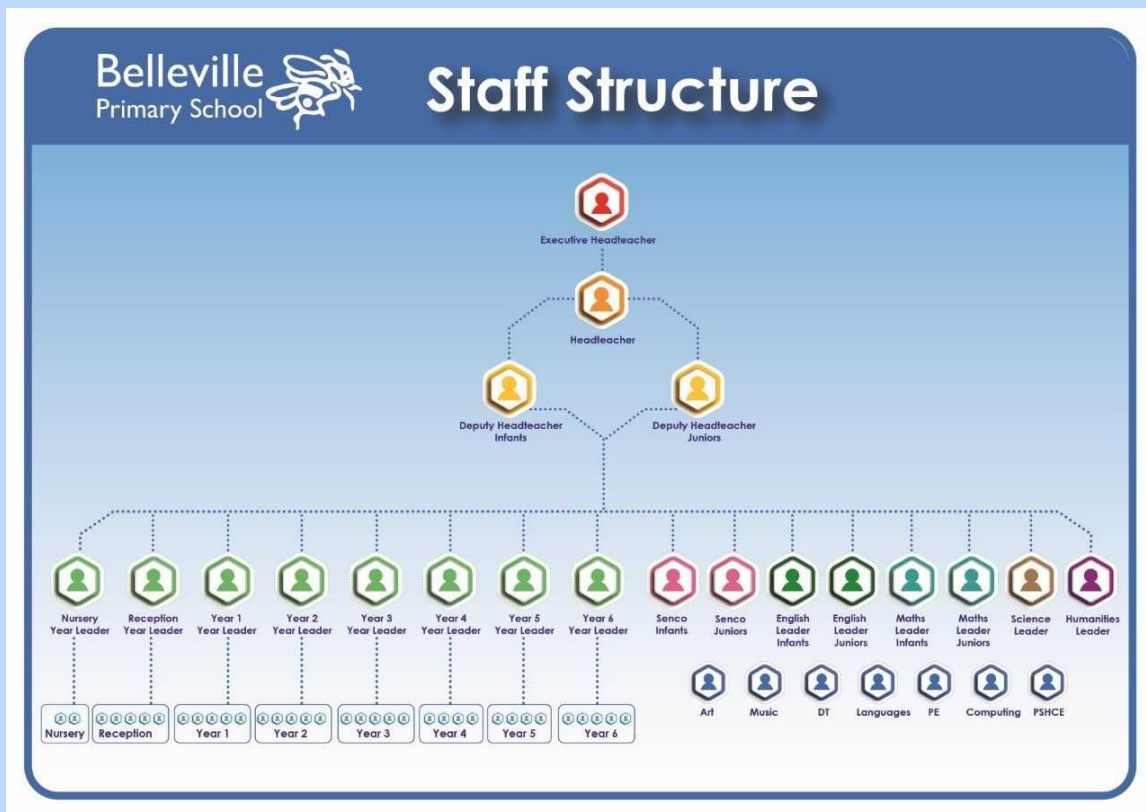 Belleville
Primary School
Staff Structure
Executive Headteacher
Headteacher
Deputy Headteacher
Infants
Deputy Headteacher
Juniors
Nursery
Year Leader
Reception
Year Leader
Year 1
Year Leader
Year 2
Year Leader
Year 3
Year Leader
Year 4
Year Leader
Year 5
Year Leader
Year 6
Year Leader
Senco
Infants
Senco
Juniors
English
Leader
Infants
English
Leader
Juniors
Maths
Leader
Infants
Maths
Leader
Juniors
Science
Leader
Humanities
Leader
Art
Music
DT
Languages
PE
Computing
PSHCE
Nursery
Reception
Year 1
Year 2
Year 3
Year 4
Year 5
Year 6